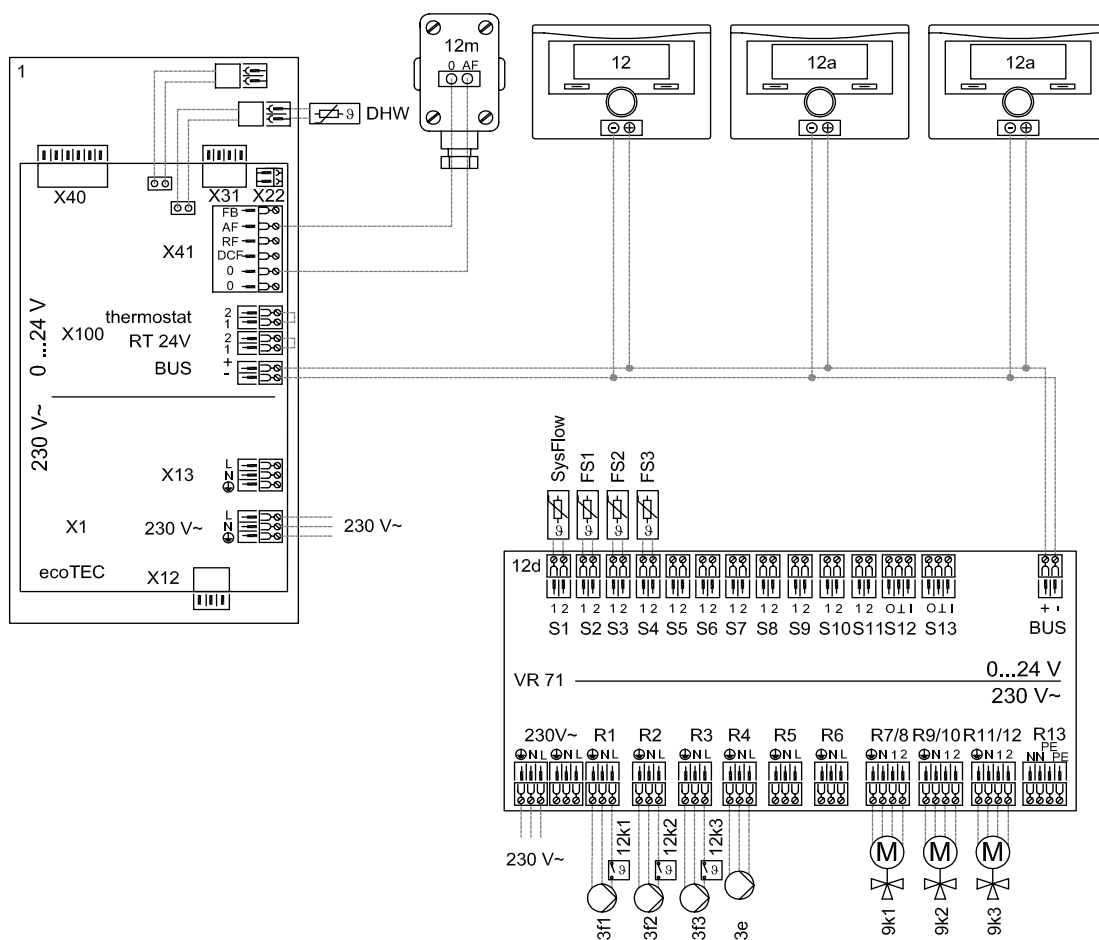 1
12m
0 AF
12
12a
12a
DHW
X40
X31
X22
FB
AF
RF
DCF
0
0
X41
0 ...24 V
X100
thermostat
2
1
RT 24V
2
1
BUS
+
-
230 V~
X13
L
N
X1
230 V~
L
N
230 V~
ecoTEC
X12
SysFlow
FS1
FS2
FS3
12d
1 2
1 2
1 2
1 2
1 2
1 2
1 2
1 2
1 2
1 2
1 2
O⊥I
O⊥I
+ -
S1
S2
S3
S4
S5
S6
S7
S8
S9
S10
S11
S12
S13
BUS
VR 71
0...24 V
230 V~
230V~
R1
R2
R3
R4
R5
R6
R7/8
R9/10
R11/12
R13
N L
N L
N L
N L
N L
N L
N L
N L
N 1 2
N 1 2
N 1 2
NN
PE
PE
230 V~
12k1
12k2
12k3
ϑ
ϑ
ϑ
M
M
M
3f1
3f2
3f3
3e
9k1
9k2
9k3